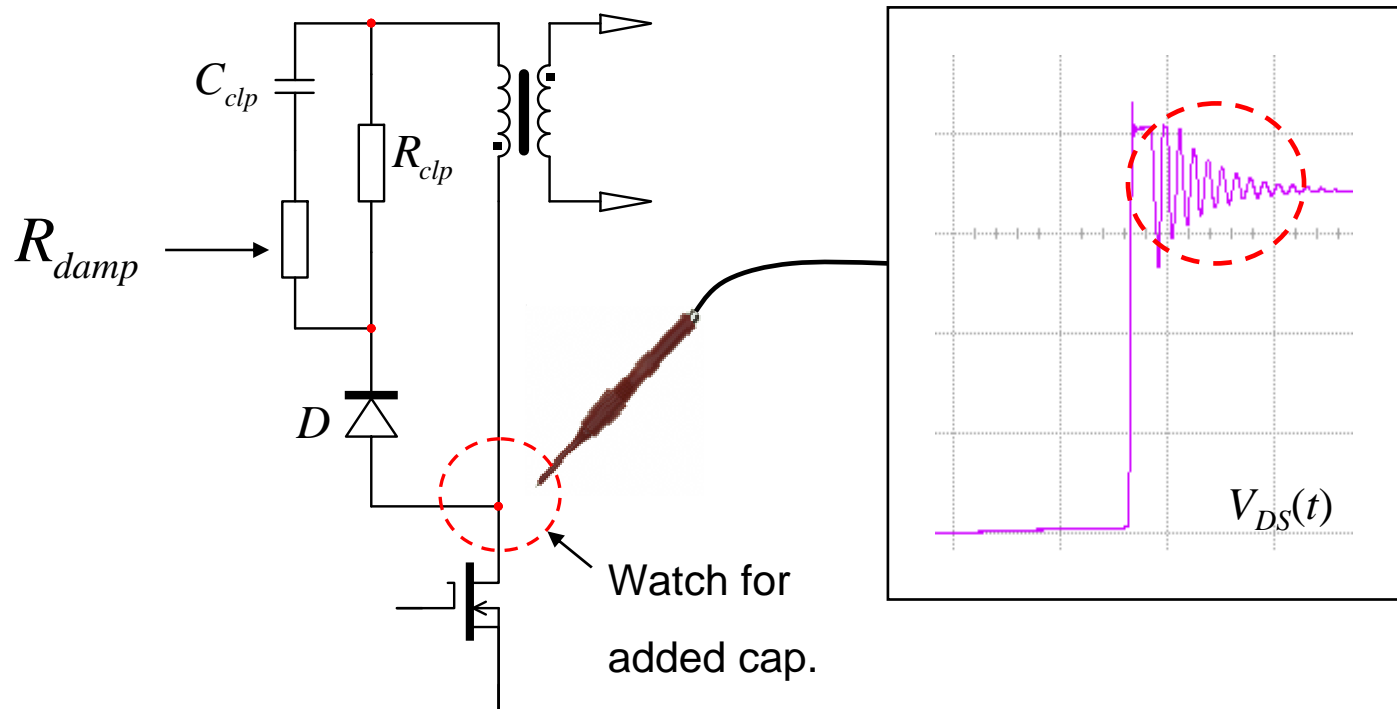 C_clp
R_clp
R_damp
D
Watch for
added cap.
V_DS(t)